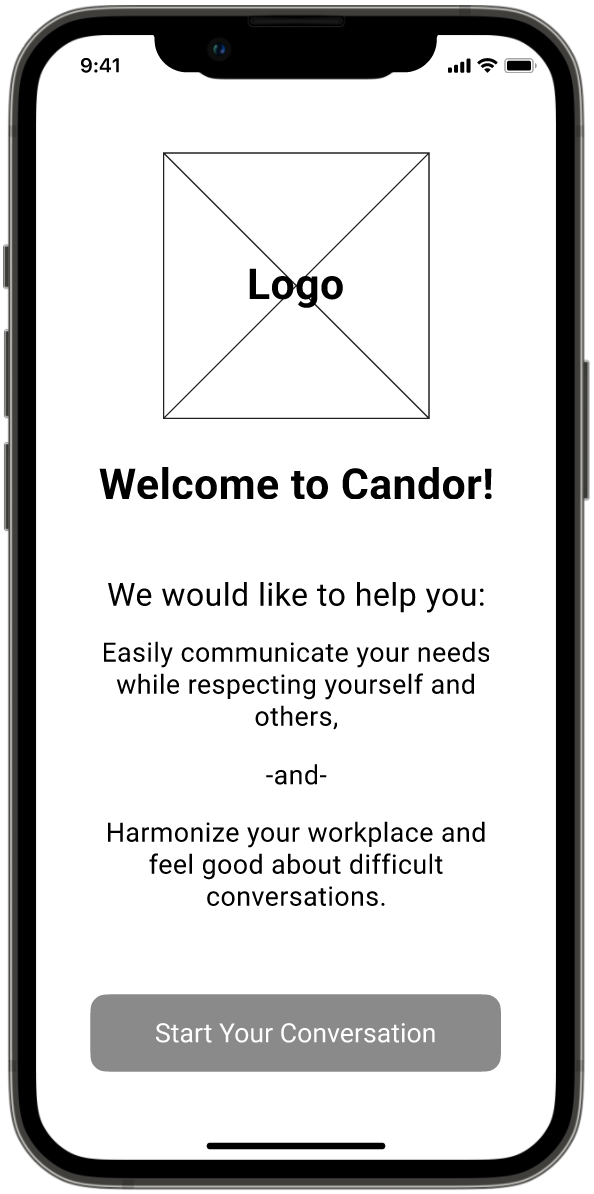 9:41
Logo
Welcome to Candor!
We would like to help you:
Easily communicate your needs
while respecting yourself and
others,
-and-
Harmonize your workplace and
feel good about difficult
conversations.
Start Your Conversation